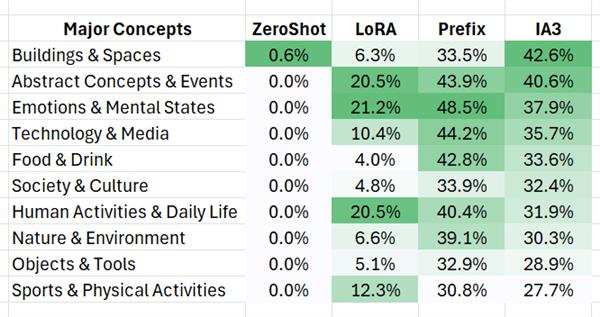 Major Concepts ZeroShot LoRA Prefix IA3
Buildings & Spaces 0.6% 6.3% 33.5% 42.6%
Abstract Concepts & Events 0.0% 20.5% 43.9% 40.6%
Emotions & Mental States 0.0% 21.2% 48.5% 37.9%
Technology & Media 0.0% 10.4% 44.2% 35.7%
Food & Drink 0.0% 4.0% 42.8% 33.6%
Society & Culture 0.0% 4.8% 33.9% 32.4%
Human Activities & Daily Life 0.0% 20.5% 40.4% 31.9%
Nature & Environment 0.0% 6.6% 39.1% 30.3%
Objects & Tools 0.0% 5.1% 32.9% 28.9%
Sports & Physical Activities 0.0% 12.3% 30.8% 27.7%